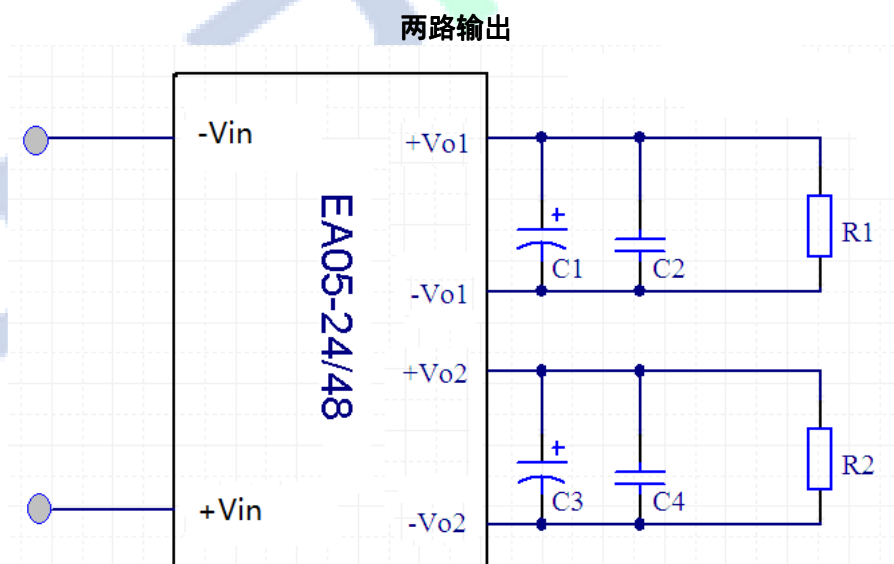 两路输出
-Vin
+Vo1
+
C1
C2
R1
-Vo1
EA05-24/48
+Vo2
+
C3
C4
R2
+Vin
-Vo2